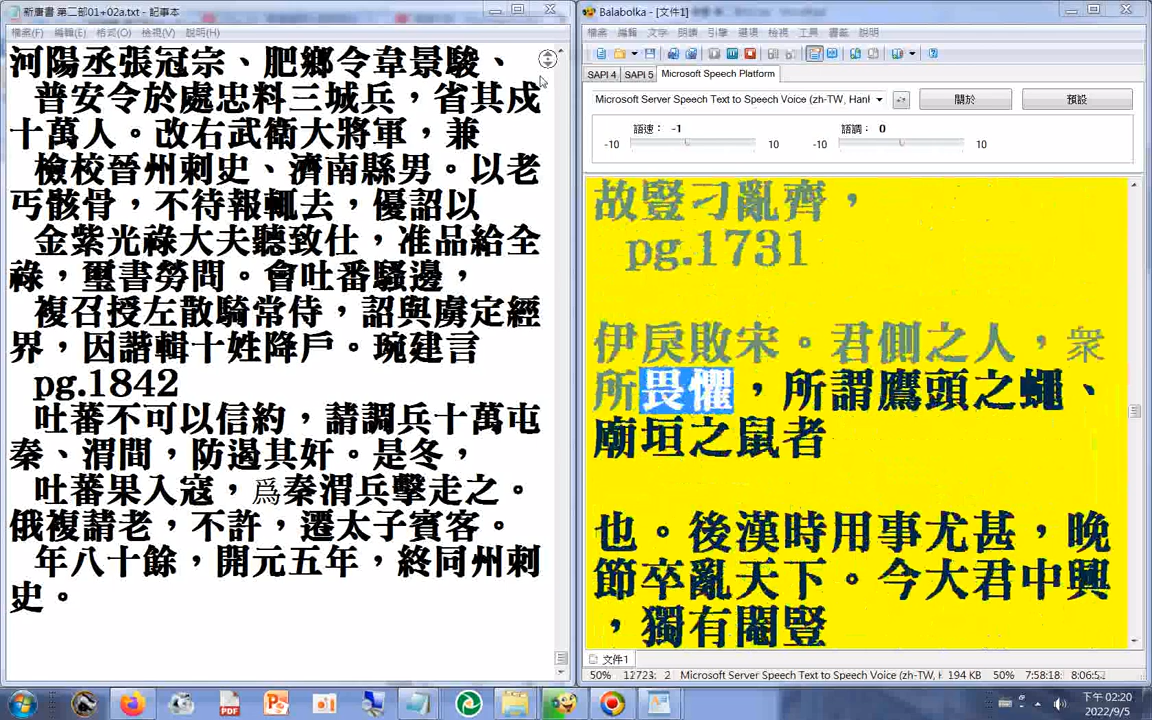 新唐書 第二部01+02a.txt - 記事本
檔案(F) 編輯(E) 格式(O) 檢視(V) 說明(H)
河陽丞張冠宗、肥鄉令韋景駿、
普安令於處忠料三城兵，省其戍
十萬人。改右武衛大將軍，兼
檢校晉州刺史、濟南縣男。以老
丐骸骨，不待報輒去，優詔以
金紫光祿大夫聽致仕，准品給全
祿，璽書勞問。會吐番騷邊，
複召授左散騎常侍，詔與虜定經
界，因諧輯十姓降戶。琬建言
pg.1842
吐蕃不可以信約，請調兵十萬屯
秦、渭間，防遏其奸。是冬，
吐蕃果入寇，爲秦渭兵擊走之。
俄複請老，不許，遷太子賓客。
年八十餘，開元五年，終同州刺
史。
Balabolka - [文件1]
檔案 編輯 文字 朗讀 引擎 選項 檢視 工具 書籤 說明
SAPI 4 SAPI 5 Microsoft Speech Platform
Microsoft Server Speech Text to Speech Voice (zh-TW, Hanl 關於 預設
語速： -1 語調： 0
-10 10 -10 10
故豎刁亂齊，
pg.1731
伊戾敗宋。君側之人，衆
所畏懼，所謂鷹頭之蠅、
廟垣之鼠者
也。後漢時用事尤甚，晚
節卒亂天下。今大君中興
，獨有閹豎
文件1
50% 12723: 2 Microsoft Server Speech Text to Speech Voice (zh-TW, Hanl 194 KB 50% 7:58:18 8:06:5
下午 02:20
2022/9/5